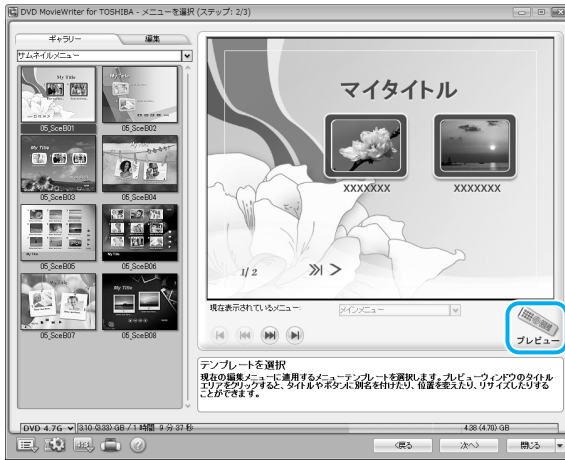 DVD MovieWriter for TOSHIBA - メニューを選択 (ステップ: 2/3)
ギャラリー
編集
サムネイルメニュー
My Title
05_SceB01
05_SceB02
My Title
05_SceB03
05_SceB04
05_SceB05
05_SceB06
05_SceB07
My Title
05_SceB08
マイタイトル
XXXXXXX
XXXXXXX
1/ 2
現在表示されているメニュー:
メインメニュー
プレビュー
テンプレートを選択
現在の編集メニューに適用するメニューテンプレートを選択します。プレビューウィンドウのタイトル
エリアをクリックすると、タイトルやボタンに別名を付けたり、位置を変えたり、リサイズしたりする
ことができます。
DVD 4.7G
3.10 (3.33) GB / 1 時間 9 分 37 秒
4.38 (4.70) GB
<戻る
次へ>
閉じる